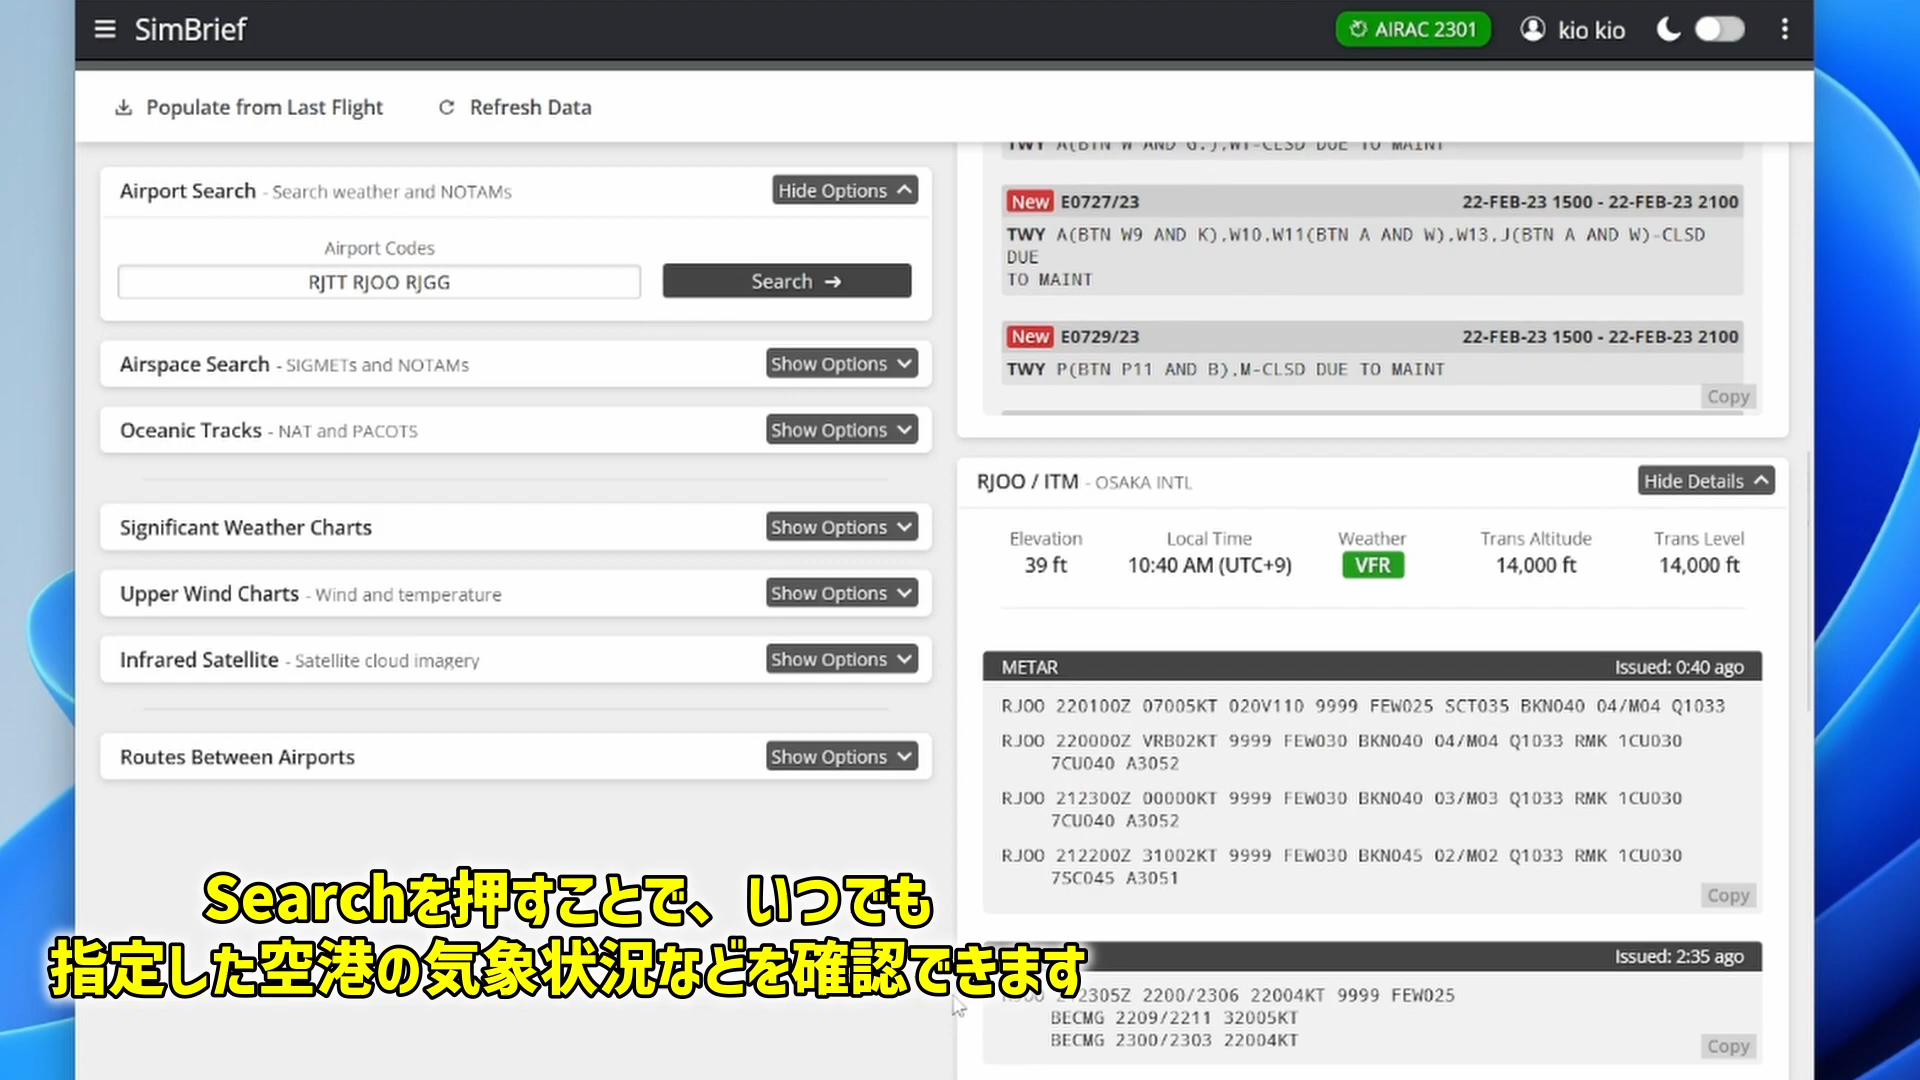 SimBrief
AIRAC 2301
kio kio
Populate from Last Flight
Refresh Data
Airport Search - Search weather and NOTAMs
Hide Options
Airport Codes
RJTT RJOO RJGG
Search →
Airspace Search - SIGMETs and NOTAMs
Show Options
Oceanic Tracks - NAT and PACOTS
Show Options
Significant Weather Charts
Show Options
Upper Wind Charts - Wind and temperature
Show Options
Infrared Satellite - Satellite cloud imagery
Show Options
Routes Between Airports
Show Options
TWY A(BTN W AND G.),W1-CLSD DUE TO MAINT
New E0727/23 22-FEB-23 1500 - 22-FEB-23 2100
TWY A(BTN W9 AND K),W10,W11(BTN A AND W),W13,J(BTN A AND W)-CLSD
DUE
TO MAINT
New E0729/23 22-FEB-23 1500 - 22-FEB-23 2100
TWY P(BTN P11 AND B),M-CLSD DUE TO MAINT
Copy
RJOO / ITM - OSAKA INTL
Hide Details
Elevation Local Time Weather Trans Altitude Trans Level
39 ft 10:40 AM (UTC+9) VFR 14,000 ft 14,000 ft
METAR Issued: 0:40 ago
RJOO 220100Z 07005KT 020V110 9999 FEW025 SCT035 BKN040 04/M04 Q1033
RJOO 220000Z VRB02KT 9999 FEW030 BKN040 04/M04 Q1033 RMK 1CU030
7CU040 A3052
RJOO 212300Z 00000KT 9999 FEW030 BKN040 03/M03 Q1033 RMK 1CU030
7CU040 A3052
RJOO 212200Z 31002KT 9999 FEW030 BKN045 02/M02 Q1033 RMK 1CU030
7SC045 A3051
Copy
Issued: 2:35 ago
212305Z 2200/2306 22004KT 9999 FEW025
BECMG 2209/2211 32005KT
BECMG 2300/2303 22004KT
Copy
Searchを押すことで、いつでも
指定した空港の気象状況などを確認できます